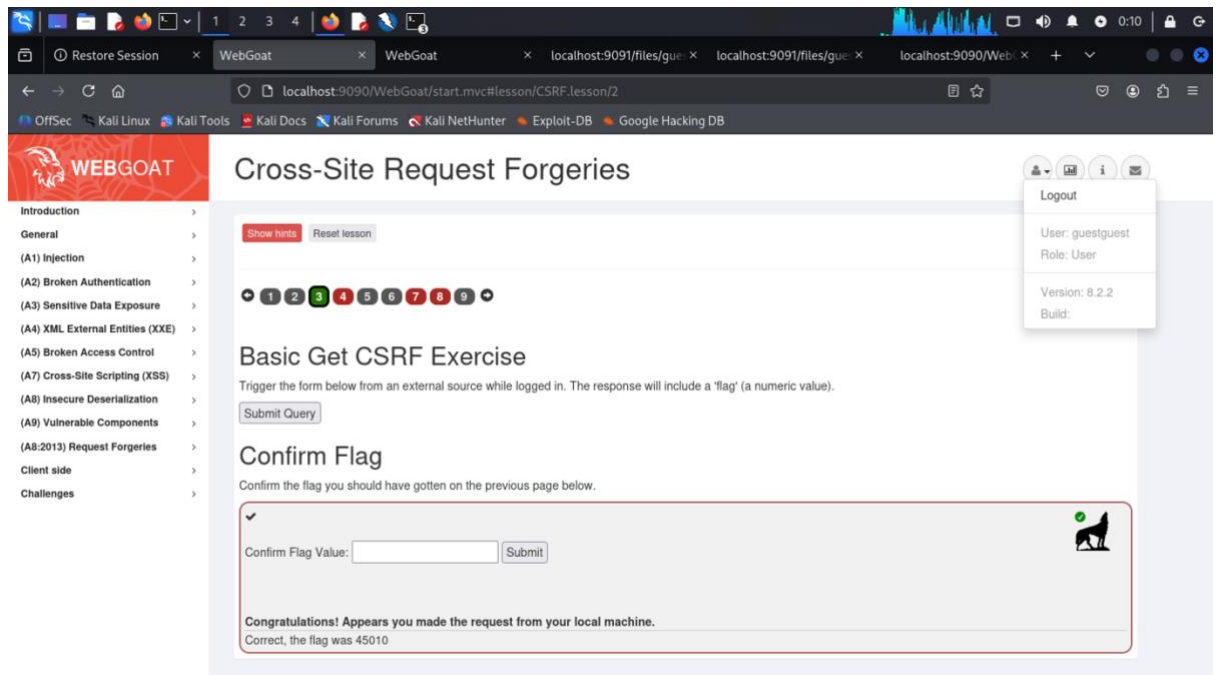 1 2 3 4
0:10
Restore Session
WebGoat
WebGoat
localhost:9091/files/gues
localhost:9091/files/gues
localhost:9090/WebG
localhost:9090/WebGoat/start.mvc#lesson/CSRF.lesson/2
OffSec
Kali Linux
Kali Tools
Kali Docs
Kali Forums
Kali NetHunter
Exploit-DB
Google Hacking DB
WEBGOAT
Cross-Site Request Forgeries
Logout
User: guestguest
Role: User
Version: 8.2.2
Build:
Introduction
General
(A1) Injection
(A2) Broken Authentication
(A3) Sensitive Data Exposure
(A4) XML External Entities (XXE)
(A5) Broken Access Control
(A7) Cross-Site Scripting (XSS)
(A8) Insecure Deserialization
(A9) Vulnerable Components
(A8:2013) Request Forgeries
Client side
Challenges
Show hints
Reset lesson
1 2 3 4 5 6 7 8 9
Basic Get CSRF Exercise
Trigger the form below from an external source while logged in. The response will include a 'flag' (a numeric value).
Submit Query
Confirm Flag
Confirm the flag you should have gotten on the previous page below.
Confirm Flag Value:
Submit
Congratulations! Appears you made the request from your local machine.
Correct, the flag was 45010